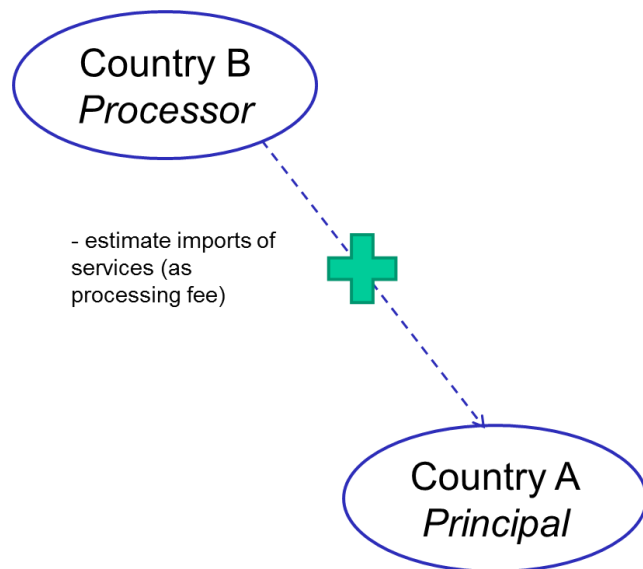 Country B
Processor
- estimate imports of
services (as
processing fee)
Country A
Principal